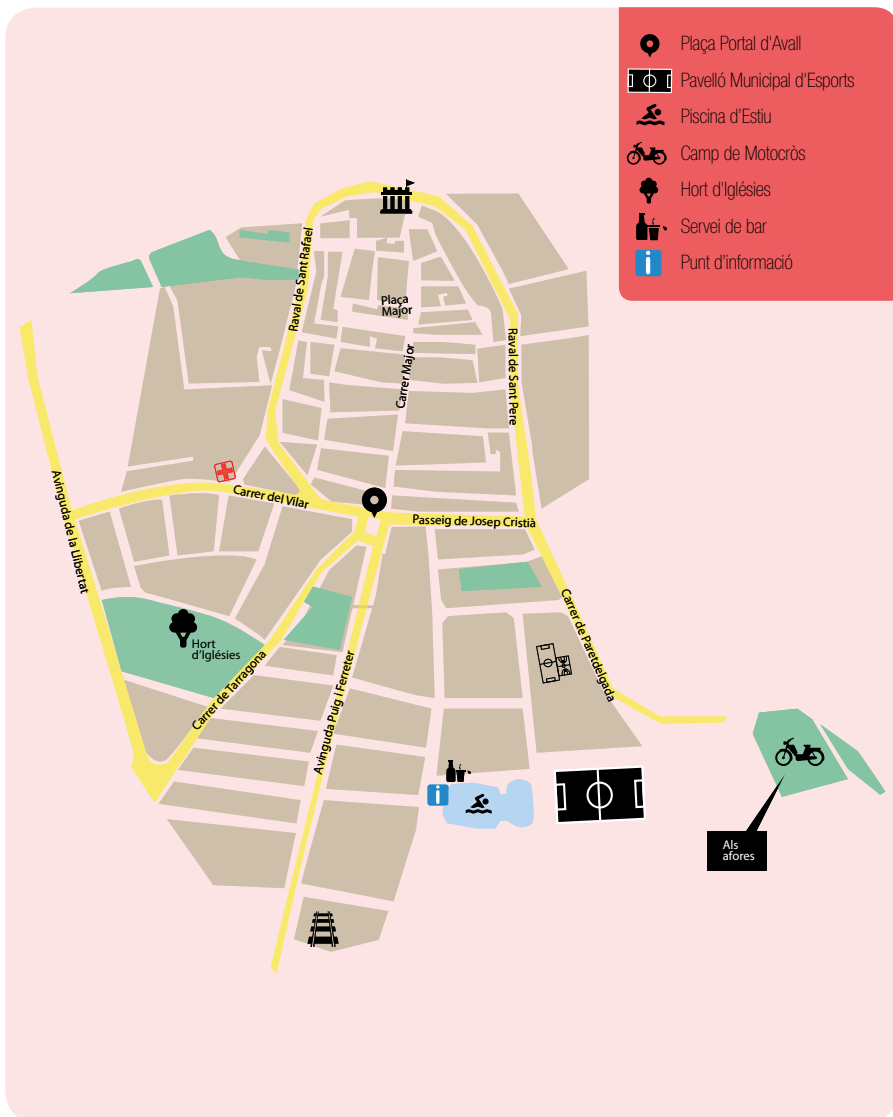 Plaça Portal d'Avall
Pavelló Municipal d'Esports
Piscina d'Estiu
Camp de Motocròs
Hort d'Iglésies
Servei de bar
Punt d'informació
Raval de Sant Rafael
Plaça
Major
Carrer Major
Raval de Sant Pere
Avinguda de la Llibertat
Carrer del Vilar
Passeig de Josep Cristià
Carrer de Paretdelgada
Hort
d'Iglésies
Carrer de Tarragona
Avinguda Puig i Ferreter
Als
afores